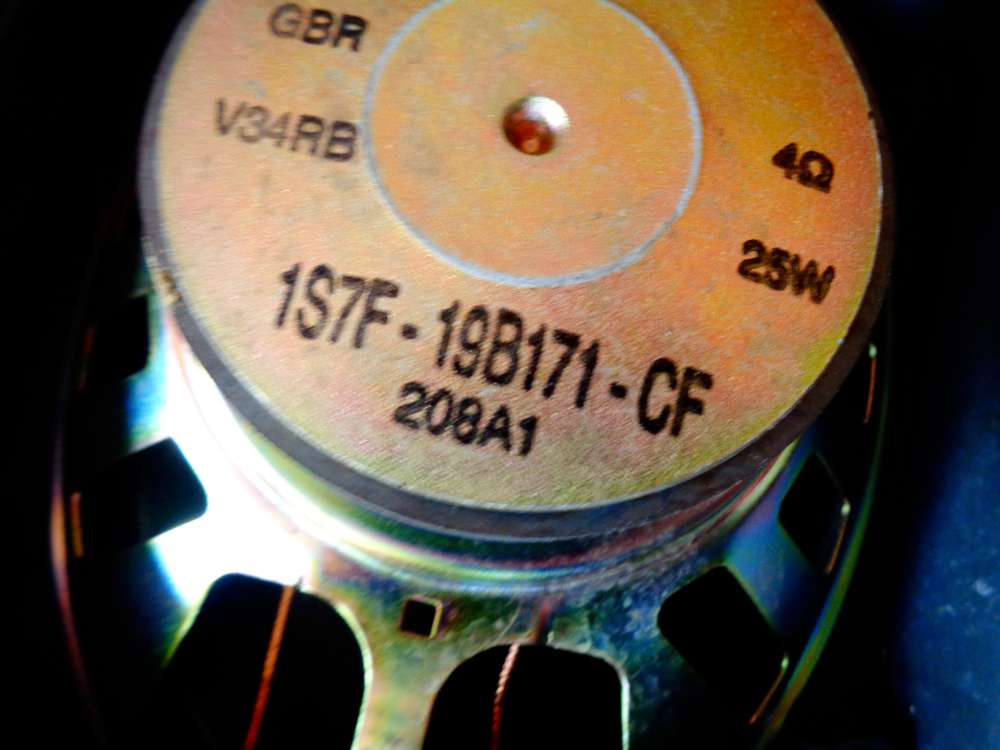 GBR
V34RB
4Ω
25W
1S7F-19B171-CF
208A1